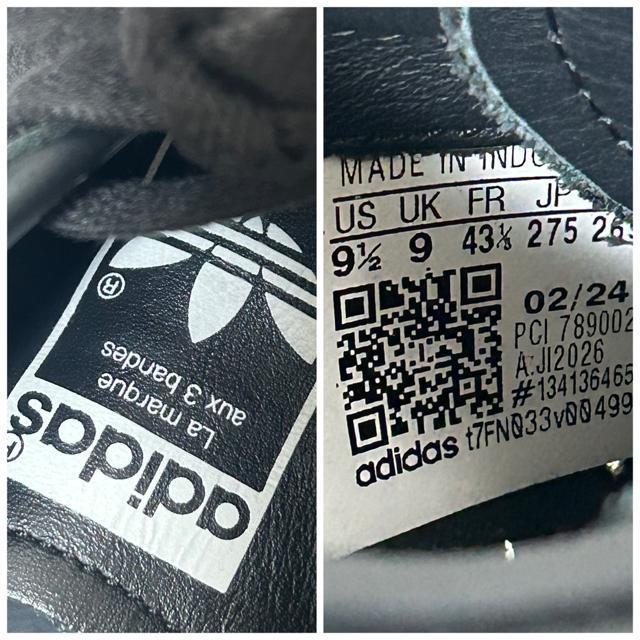 ®
La marque
aux 3 bandes
adidas
MADE IN
US UK FR JP
9½ 9 43⅓ 275 26
02/24
PCI 789002
A:JI2026
#134136465
adidas t7FN033v00499